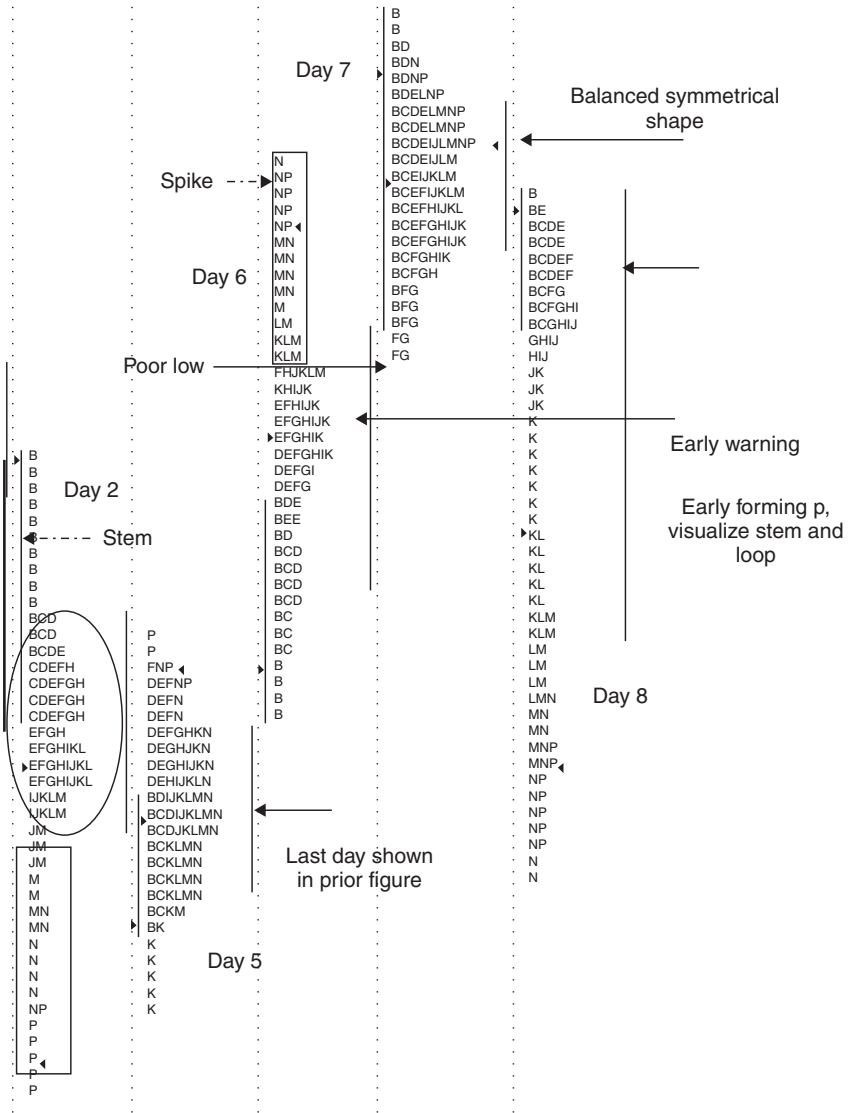 B
B
BD
BDN
BDNP
BDELNP
BCDELMNP
BCDELMNP
BCDEIJLMNP
BCDEIJLM
BCEIJKLM
BCEFIJKLM
BCEFHIJKL
BCEFGHIJK
BCEFGHIJK
BCFGHIK
BCFGH
BFG
BFG
BFG
FG
FG
Day 7
Balanced symmetrical
shape
Spike
N
NP
NP
NP
NP
MN
MN
MN
MN
M
LM
KLM
KLM
FHJKLM
KHIJK
EFHIJK
EFGHIJK
EFGHIK
DEFGHIK
DEFGI
DEFG
BDE
BEE
BD
BCD
BCD
BCD
BCD
BC
BC
BC
B
B
B
B
Day 6
Poor low
B
BE
BCDE
BCDE
BCDEF
BCDEF
BCFG
BCFGHI
BCGHIJ
GHIJ
HIJ
JK
JK
JK
K
K
K
K
K
K
K
KL
KL
KL
KL
KL
KLM
KLM
LM
LM
LM
LMN
MN
MN
MNP
MNP
NP
NP
NP
NP
NP
N
N
Early warning
Early forming p,
visualize stem and
loop
Day 8
B
B
B
B
B
B
B
B
B
B
BCD
BCD
BCDE
CDEFH
CDEFGH
CDEFGH
CDEFGH
EFGH
EFGHIKL
EFGHIJKL
EFGHIJKL
IJKLM
IJKLM
JM
JM
JM
M
M
MN
MN
N
N
N
N
NP
P
P
P
P
P
Day 2
Stem
P
P
FNP
DEFNP
DEFN
DEFN
DEFGHKN
DEGHJKN
DEGHIJKN
DEHIJKLN
BDIJKLMN
BCDIJKLMN
BCDJKLMN
BCKLMN
BCKLMN
BCKLMN
BCKLMN
BCKM
BK
K
K
K
K
K
Day 5
Last day shown
in prior figure